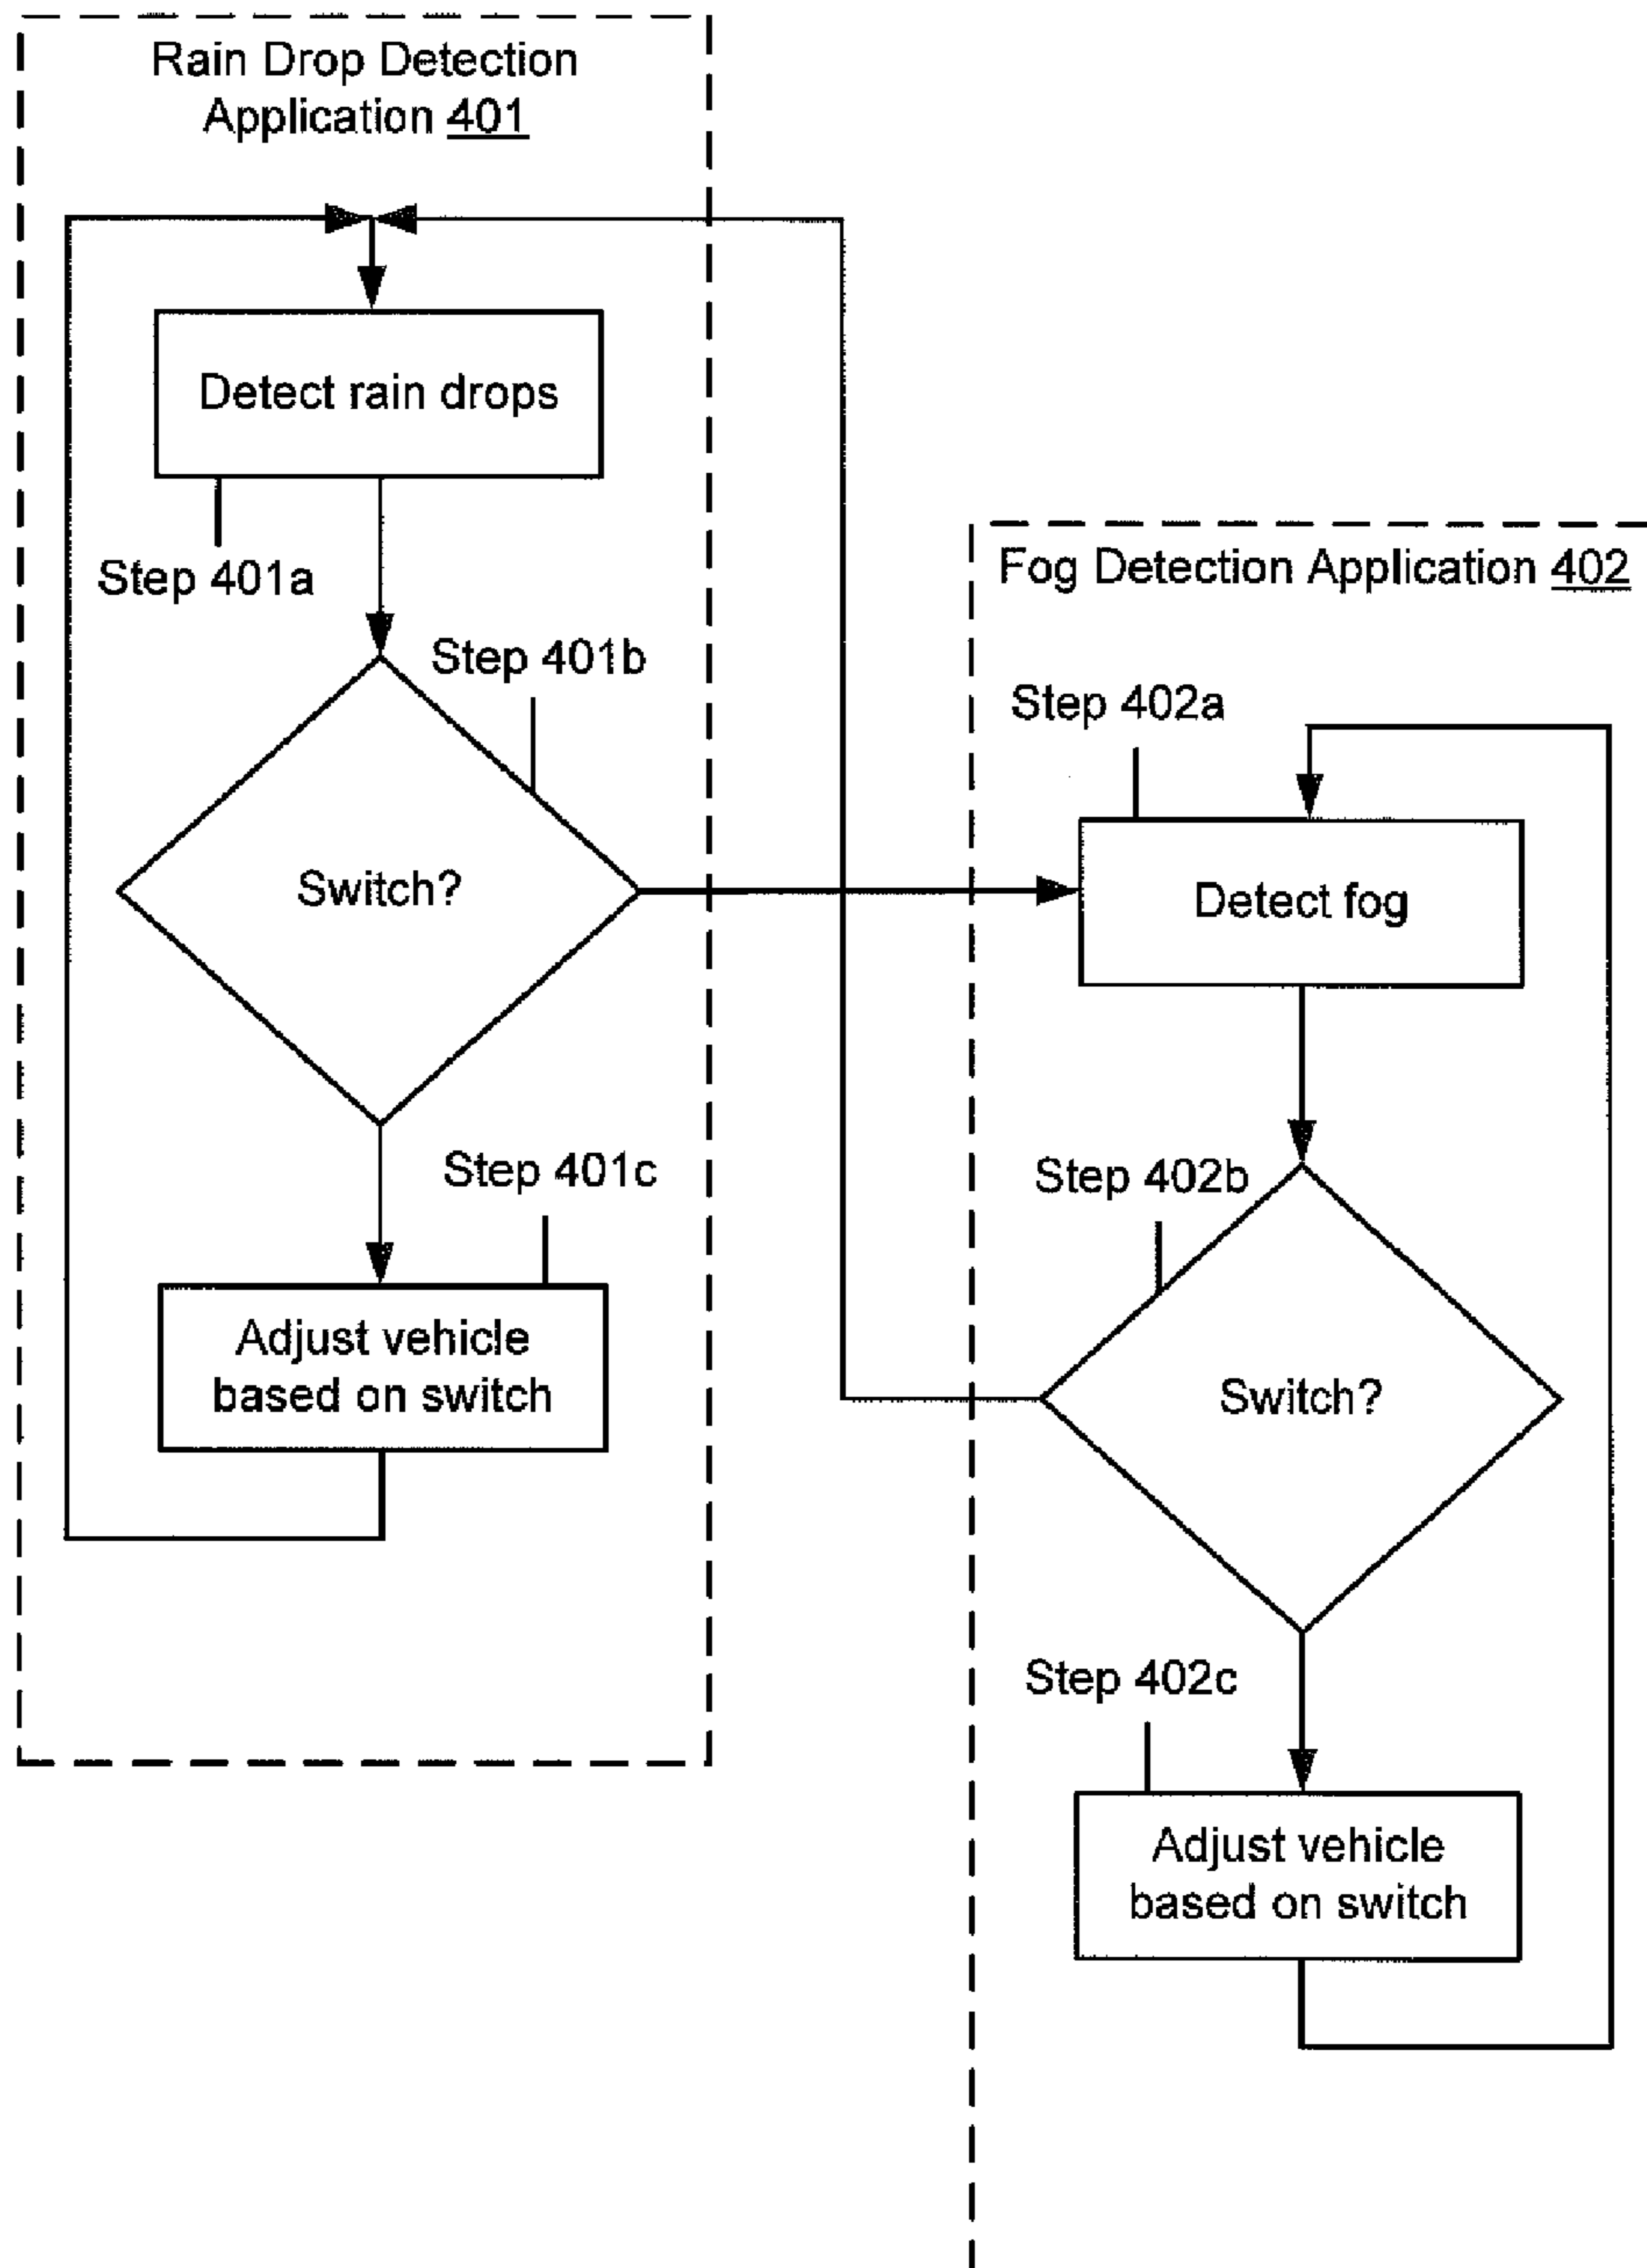 Rain Drop Detection
Application 401
Detect rain drops
Step 401a
Step 401b
Switch?
Step 401c
Adjust vehicle
based on switch
Fog Detection Application 402
Step 402a
Detect fog
Step 402b
Switch?
Step 402c
Adjust vehicle
based on switch